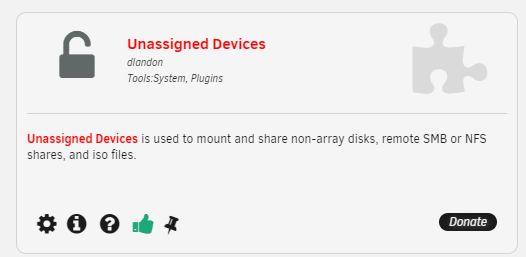 Unassigned Devices
dlandon
Tools:System, Plugins
Unassigned Devices is used to mount and share non-array disks, remote SMB or NFS
shares, and iso files.
Donate